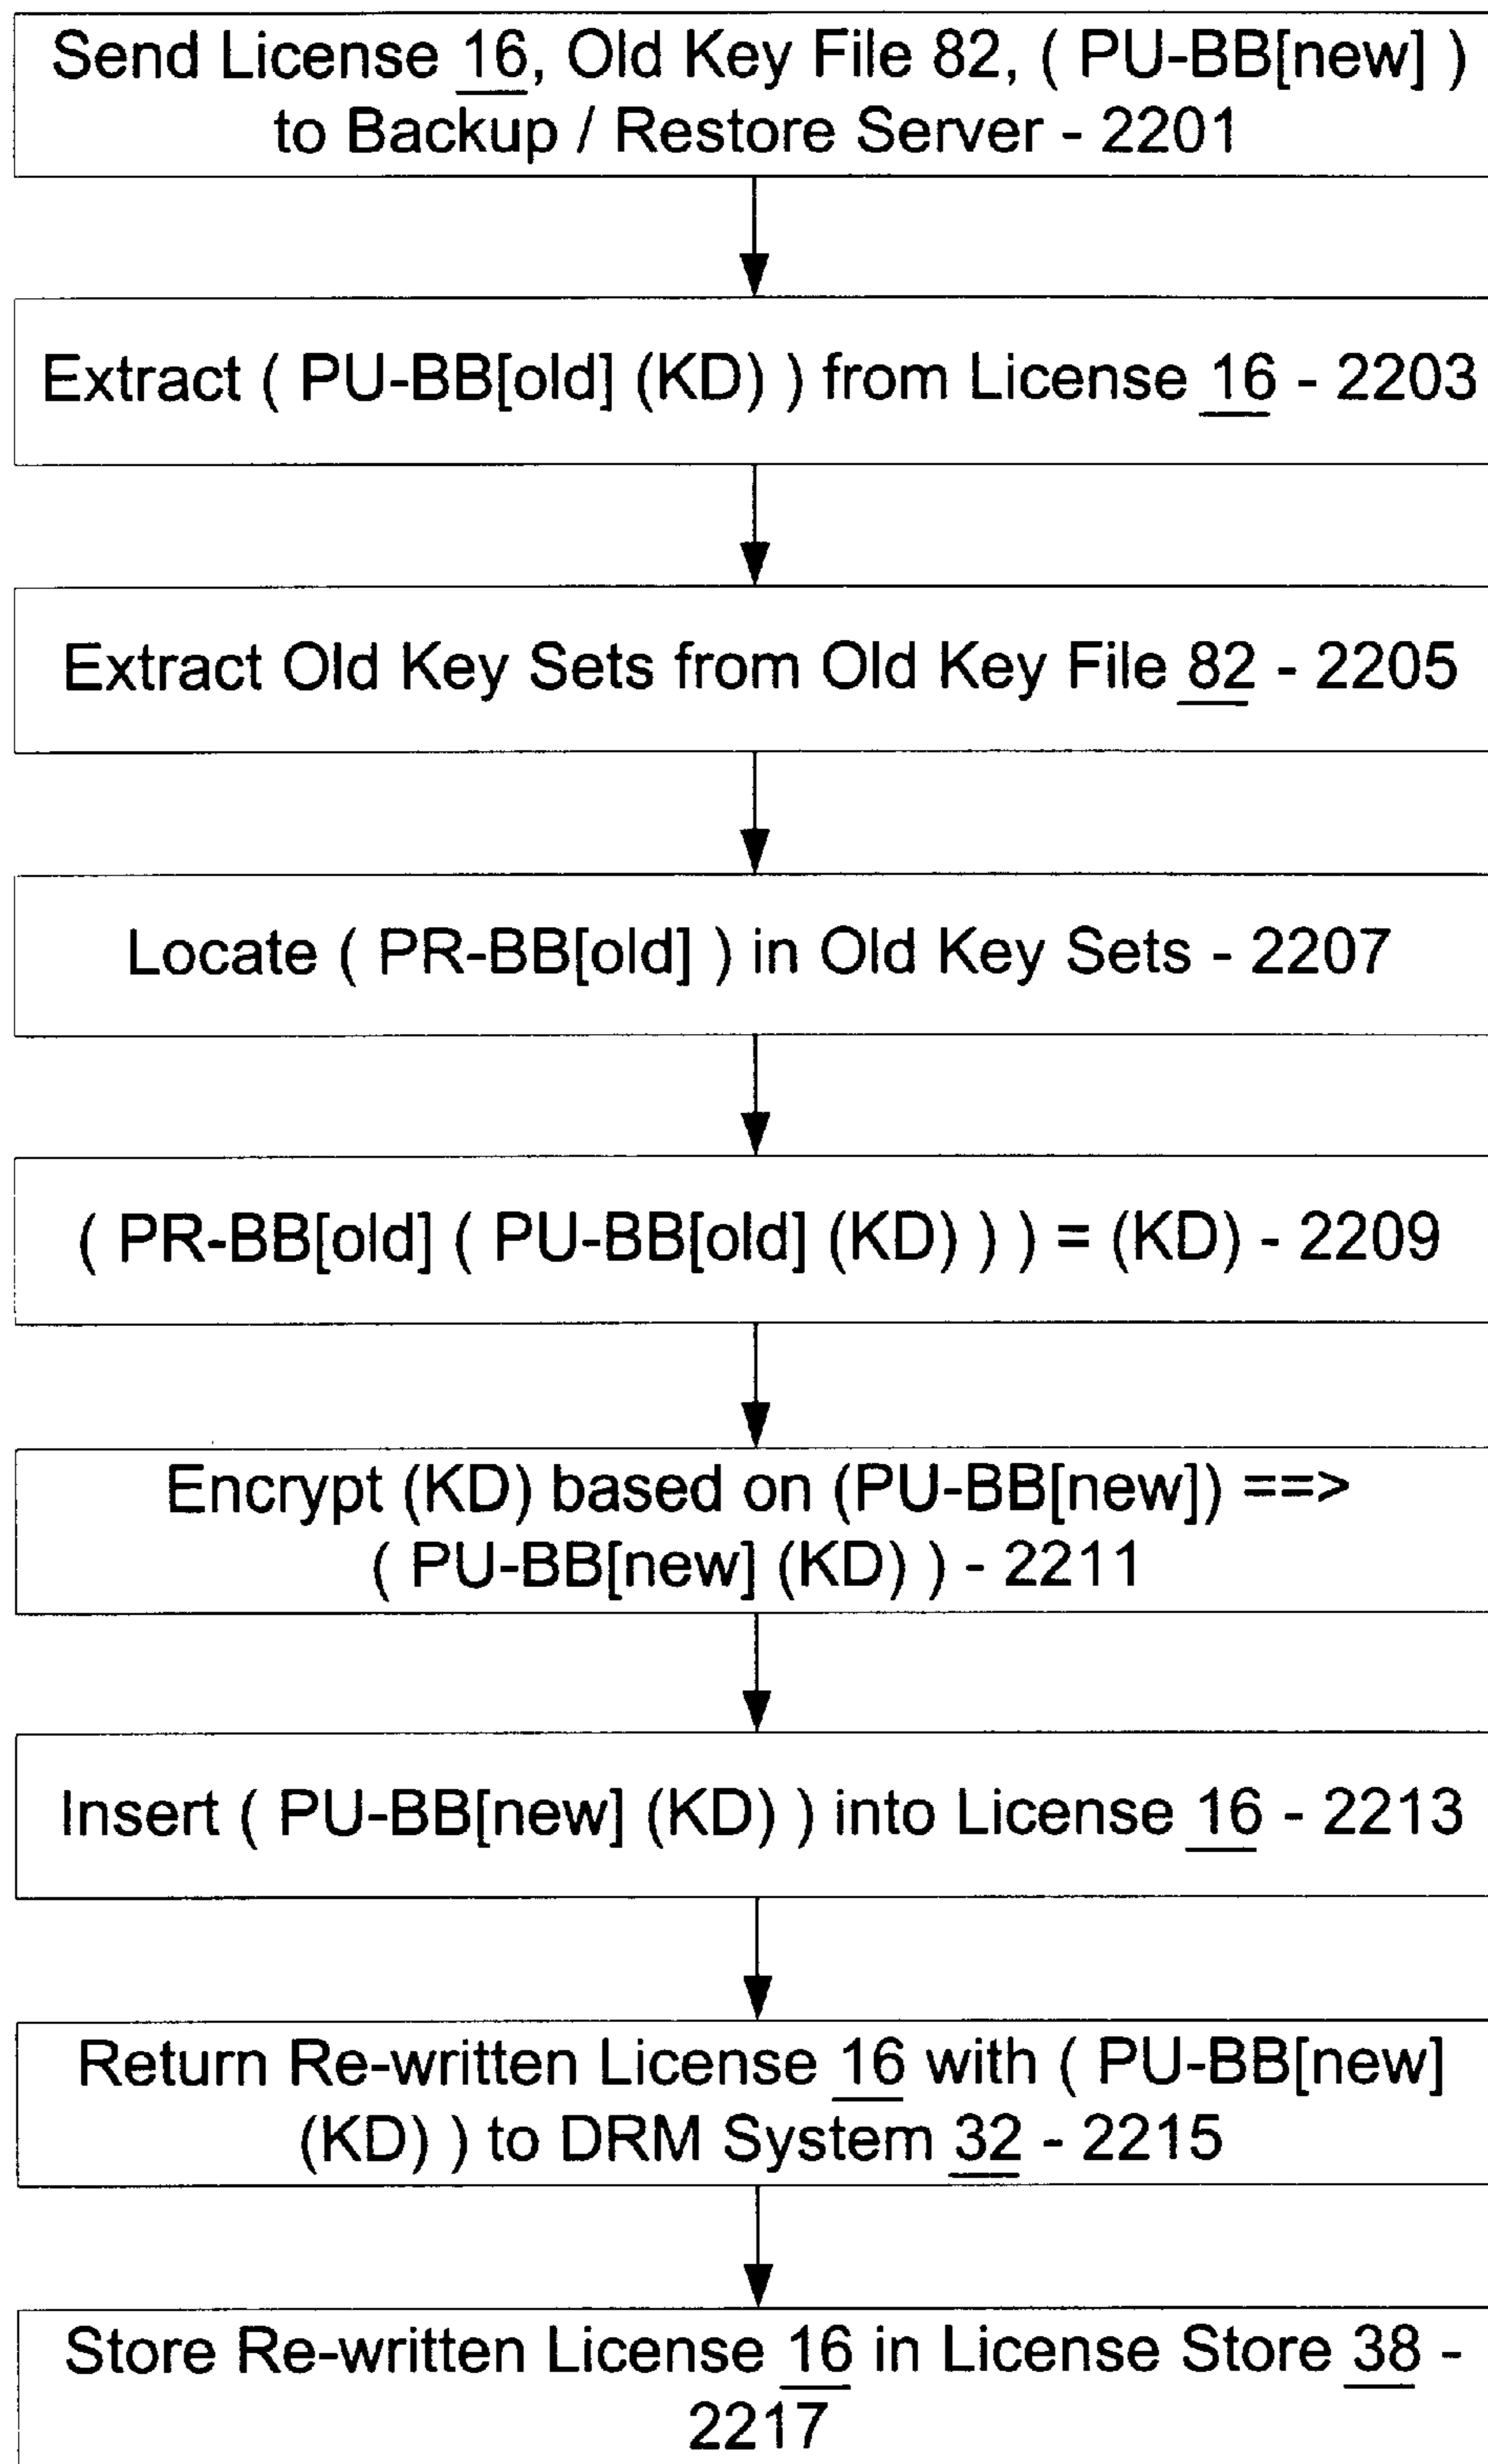 Send License 16, Old Key File 82, ( PU-BB[new] )
to Backup / Restore Server - 2201
Extract ( PU-BB[old] (KD) ) from License 16 - 2203
Extract Old Key Sets from Old Key File 82 - 2205
Locate ( PR-BB[old] ) in Old Key Sets - 2207
( PR-BB[old] ( PU-BB[old] (KD) ) ) = (KD) - 2209
Encrypt (KD) based on (PU-BB[new]) ==>
( PU-BB[new] (KD) ) - 2211
Insert ( PU-BB[new] (KD) ) into License 16 - 2213
Return Re-written License 16 with ( PU-BB[new]
(KD) ) to DRM System 32 - 2215
Store Re-written License 16 in License Store 38 -
2217